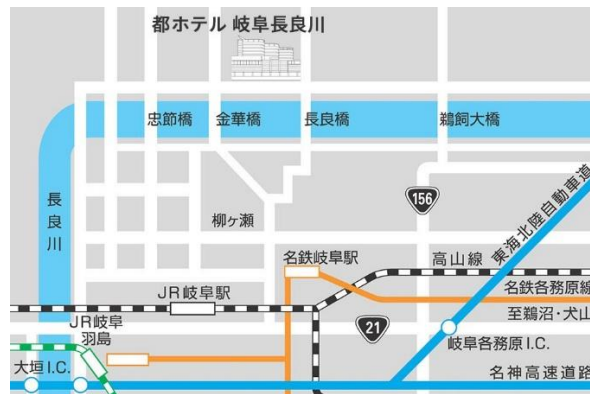 都ホテル 岐阜長良川
忠節橋
金華橋
長良橋
鵜飼大橋
長良川
156
東海北陸自動車道
柳ヶ瀬
名鉄岐阜駅
高山線
JR岐阜駅
名鉄各務原線
至鵜沼・犬山
JR岐阜
羽島
21
岐阜各務原I.C.
大垣I.C.
名神高速道路